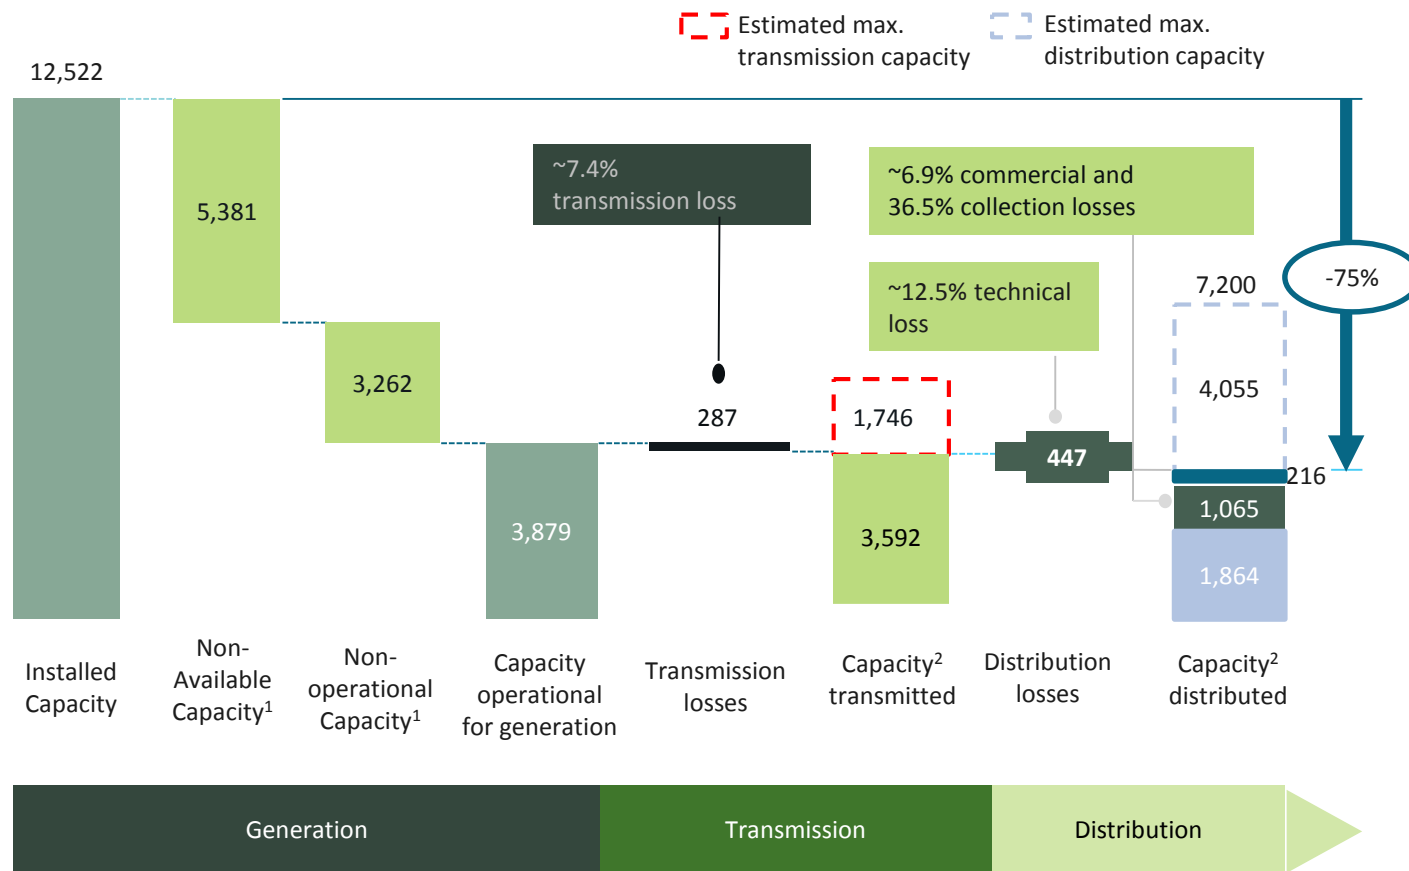 Estimated max.
transmission capacity
Estimated max.
distribution capacity
12,522
~7.4%
transmission loss
~6.9% commercial and
36.5% collection losses
5,381
~12.5% technical
loss
7,200
-75%
3,262
4,055
287
1,746
447
216
3,879
3,592
1,065
1,864
Installed
Capacity
Non-
Available
Capacity¹
Non-
operational
Capacity¹
Capacity
operational
for generation
Transmission
losses
Capacity²
transmitted
Distribution
losses
Capacity²
distributed
Generation
Transmission
Distribution